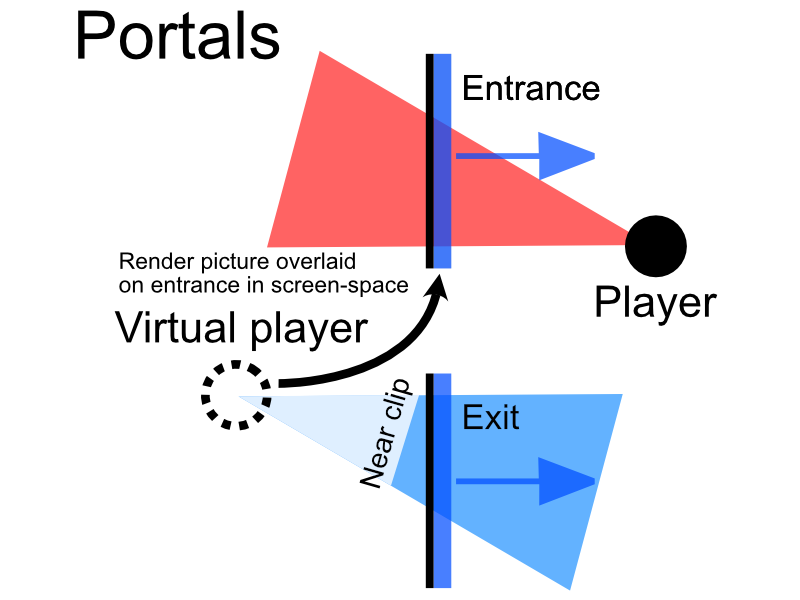 Portals
Entrance
Render picture overlaid
on entrance in screen-space
Player
Virtual player
Near clip
Exit